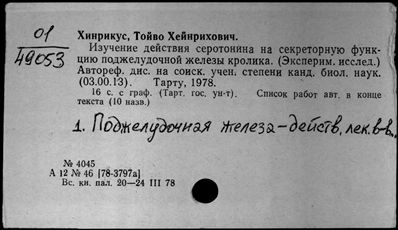 01
49053
Хинрикус, Тойво Хейнрихович.
Изучение действия серотонина на секреторную функ-
цию поджелудочной железы кролика. (Эксперим. исслед.)
Автореф. дис. на соиск. учен. степени канд. биол. наук.
(03.00.13). Тарту, 1978.
16 с. с граф. (Тарт. гос. ун-т). Список работ авт. в конце
текста (10 назв.)
1. Поджелудочная железа–действ. лек. в-в.
№ 4045
А 12 № 46 [78-3797а]
Вс. кн. пал. 20—24 III 78